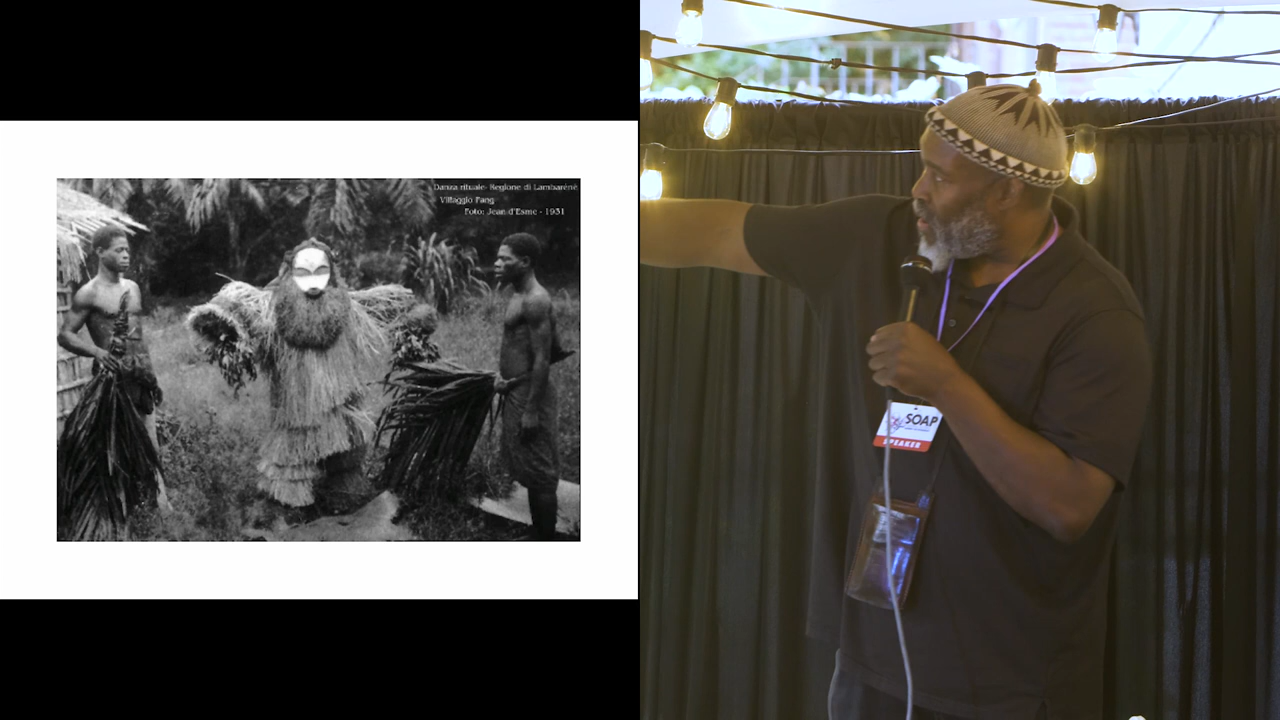 Danza rituale- Regione di Lambaréné
Villaggio Fang
Foto: Jean d'Esme - 1931
SOAP
SPEAKER